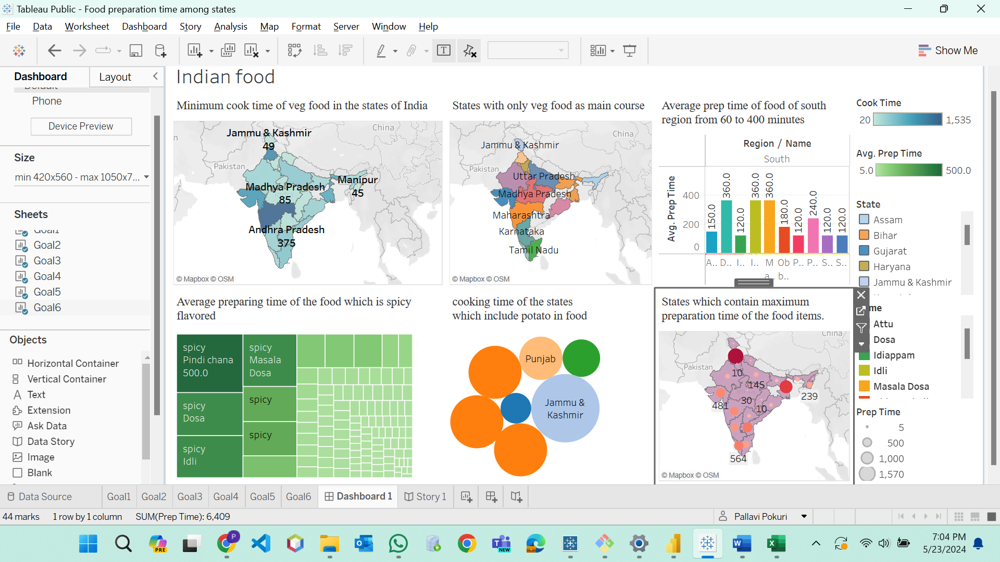 Tableau Public - Food preparation time among states
File Data Worksheet Dashboard Story Analysis Map Format Server Window Help
Show Me
Dashboard Layout
Default
Phone
Device Preview
Size
min 420x560 - max 1050x7...
Sheets
Goal1
Goal2
Goal3
Goal4
Goal5
Goal6
Objects
Horizontal Container
Vertical Container
Text
Extension
Ask Data
Data Story
Image
Blank
Indian food
Minimum cook time of veg food in the states of India
China
Jammu & Kashmir
49
Pakistan
Manipur
45
Madhya Pradesh
India
85
Andhra Pradesh
375
© Mapbox © OSM
States with only veg food as main course
China
Jammu & Kashmir
Pakistan
Uttar Pradesh
Madhya Pradesh
Maharashtra
Karnataka
Tamil Nadu
© Mapbox © OSM
Average prep time of food of south
region from 60 to 400 minutes
Region / Name
South
Avg. Prep Time
400
200
0
150.0 360.0 120.0 360.0 360.0 180.0 120.0 240.0 120.0 120.0
A.. D.. I.. I.. M Ob P.. P.. S.. S..
a.. b..
Average preparing time of the food which is spicy
flavored
spicy
Pindi chana
500.0
spicy
Dosa
spicy
Idli
spicy
Masala
Dosa
spicy
spicy
cooking time of the states
which include potato in food
Punjab
Jammu &
Kashmir
States which contain maximum
preparation time of the food items.
China
Pakistan
10
145
239
India
30
481
10
564
© Mapbox © OSM
Cook Time
20 1,535
Avg. Prep Time
5.0 500.0
State
Assam
Bihar
Gujarat
Haryana
Jammu & Kashmir
me
Attu
Dosa
Idiappam
Idli
Masala Dosa
Prep Time
5
500
1,000
1,570
Data Source Goal1 Goal2 Goal3 Goal4 Goal5 Goal6 Dashboard 1 Story 1
44 marks 1 row by 1 column SUM(Prep Time): 6,409
Pallavi Pokuri
PRE
P
NEW
7:04 PM
5/23/2024